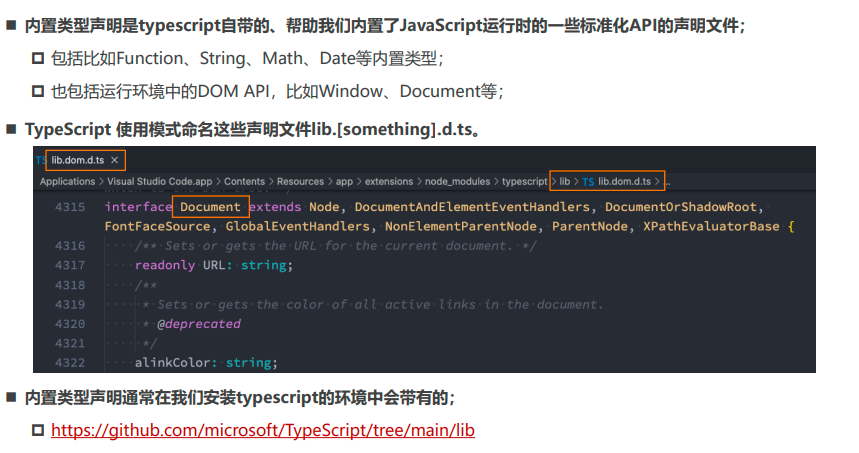 ■ 内置类型声明是typescript自带的、帮助我们内置了JavaScript运行时的一些标准化API的声明文件；
包括比如Function、String、Math、Date等内置类型；
也包括运行环境中的DOM API，比如Window、Document等；
■ TypeScript 使用模式命名这些声明文件lib.[something].d.ts。
TS lib.dom.d.ts ×
Applications > Visual Studio Code.app > Contents > Resources > app > extensions > node_modules > typescript > lib > TS lib.dom.d.ts > ...
4315 interface Document extends Node, DocumentAndElementEventHandlers, DocumentOrShadowRoot,
FontFaceSource, GlobalEventHandlers, NonElementParentNode, ParentNode, XPathEvaluatorBase {
4316 /** Sets or gets the URL for the current document. */
4317 readonly URL: string;
4318 /**
4319 * Sets or gets the color of all active links in the document.
4320 * @deprecated
4321 */
4322 alinkColor: string;
■ 内置类型声明通常在我们安装typescript的环境中会带有的；
https://github.com/microsoft/TypeScript/tree/main/lib